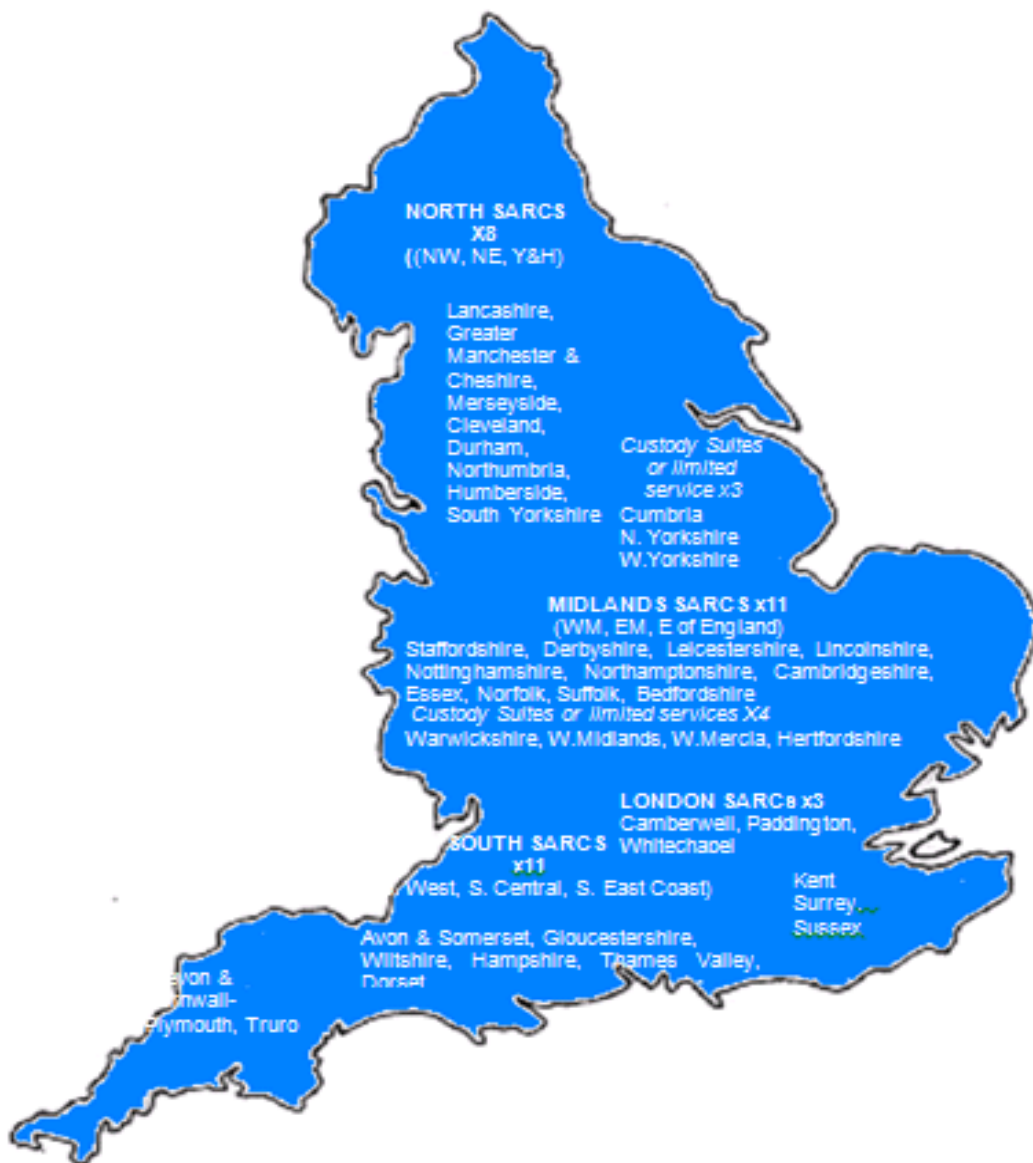 NORTH SARCS
X8
((NW, NE, Y&H)
Lancashire,
Greater
Manchester &
Cheshire,
Merseyside,
Cleveland,
Durham,
Northumbria,
Humberside,
South Yorkshire
Custody Suites
or limited
service x3
Cumbria
N. Yorkshire
W.Yorkshire
MIDLANDS SARCS x11
(WM, EM, E of England)
Staffordshire, Derbyshire, Leicestershire, Lincolnshire,
Nottinghamshire, Northamptonshire, Cambridgeshire,
Essex, Norfolk, Suffolk, Bedfordshire
Custody Suites or limited services X4
Warwickshire, W.Midlands, W.Mercia, Hertfordshire
LONDON SARCs x3
Camberwell, Paddington,
Whitechapel
SOUTH SARCS
x11
West, S. Central, S. East Coast)
Kent
Surrey,
Sussex
Avon & Somerset, Gloucestershire,
Wiltshire, Hampshire, Thames Valley,
Dorset
&
Plymouth, Truro